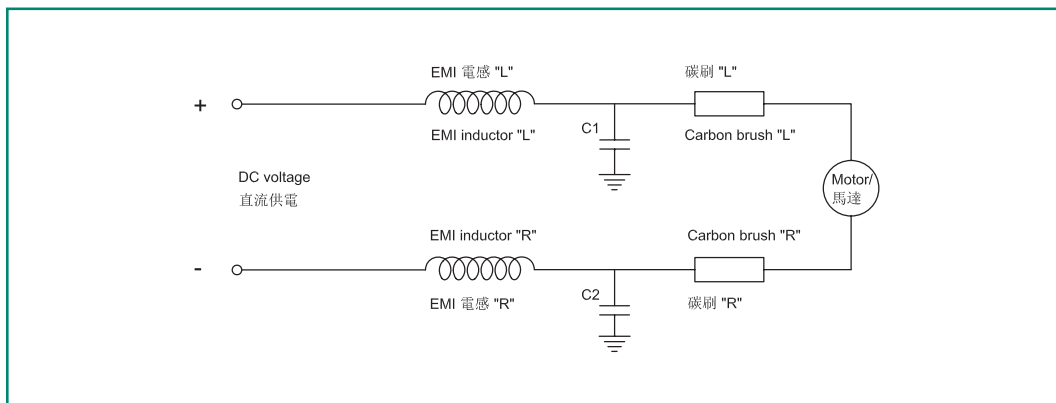 EMI 電感 "L"
碳刷 "L"
+
C1
EMI inductor "L"
Carbon brush "L"
DC voltage
直流供電
Motor/
馬達
EMI inductor "R"
Carbon brush "R"
-
C2
EMI 電感 "R"
碳刷 "R"